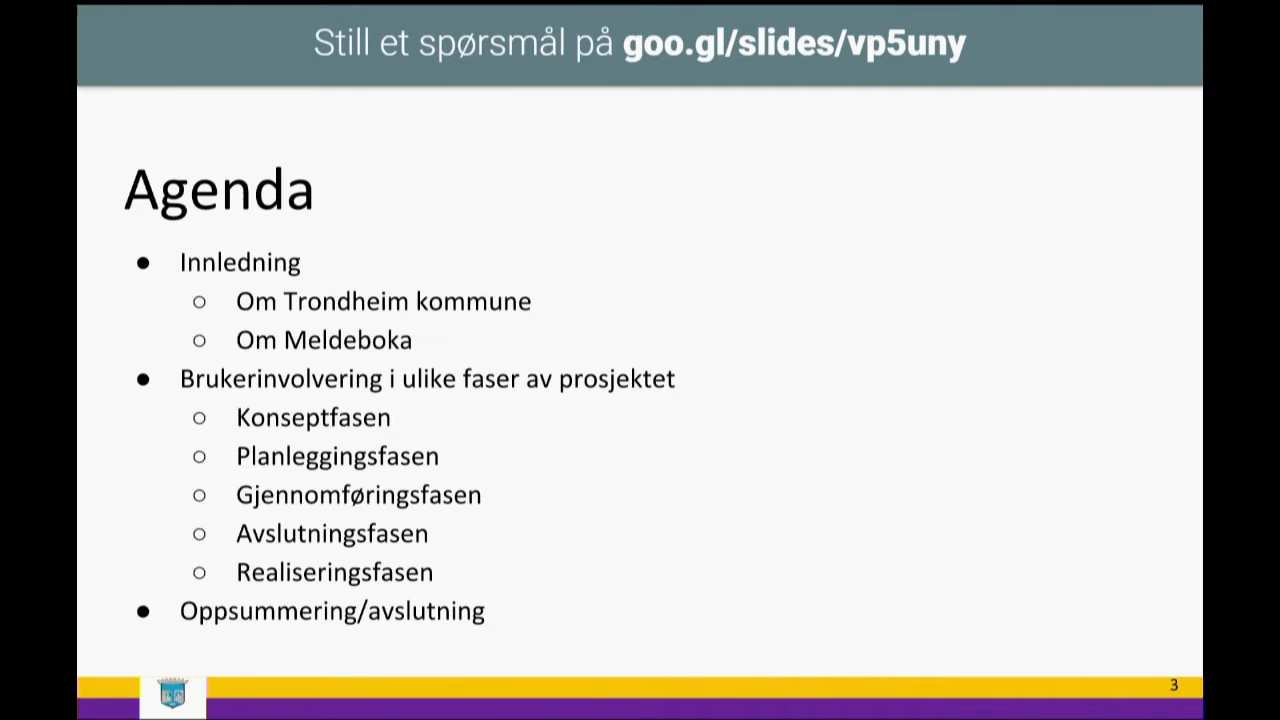 Still et spørsmål på goo.gl/slides/vp5uny
Agenda
● Innledning
○ Om Trondheim kommune
○ Om Meldeboka
● Brukerinvolvering i ulike faser av prosjektet
○ Konseptfasen
○ Planleggingsfasen
○ Gjennomføringsfasen
○ Avslutningsfasen
○ Realiseringsfasen
● Oppsummering/avslutning
3